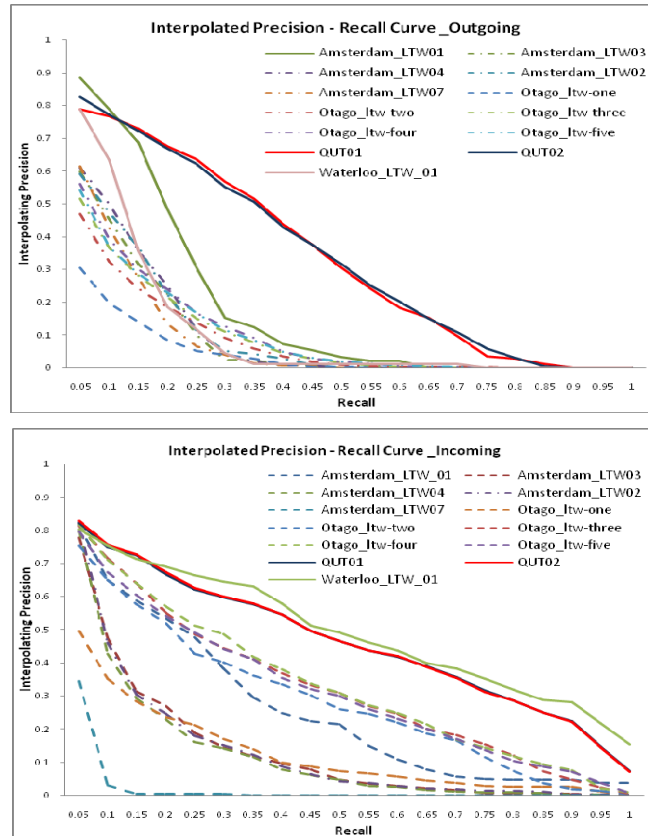 Interpolated Precision - Recall Curve _Outgoing
Amsterdam_LTW01 Amsterdam_LTW03
Amsterdam_LTW04 Amsterdam_LTW02
Amsterdam_LTW07 Otago_ltw-one
Otago_ltw-two Otago_ltw-three
Otago_ltw-four Otago_ltw-five
QUT01 QUT02
Waterloo_LTW_01
Interpolating Precision
1
0.9
0.8
0.7
0.6
0.5
0.4
0.3
0.2
0.1
0
0.05 0.1 0.15 0.2 0.25 0.3 0.35 0.4 0.45 0.5 0.55 0.6 0.65 0.7 0.75 0.8 0.85 0.9 0.95 1
Recall
Interpolated Precision - Recall Curve _Incoming
Amsterdam_LTW_01 Amsterdam_LTW03
Amsterdam_LTW04 Amsterdam_LTW02
Amsterdam_LTW07 Otago_ltw-one
Otago_ltw-two Otago_ltw-three
Otago_ltw-four Otago_ltw-five
QUT01 QUT02
Waterloo_LTW_01
Interpolating Precision
1
0.9
0.8
0.7
0.6
0.5
0.4
0.3
0.2
0.1
0
0.05 0.1 0.15 0.2 0.25 0.3 0.35 0.4 0.45 0.5 0.55 0.6 0.65 0.7 0.75 0.8 0.85 0.9 0.95 1
Recall